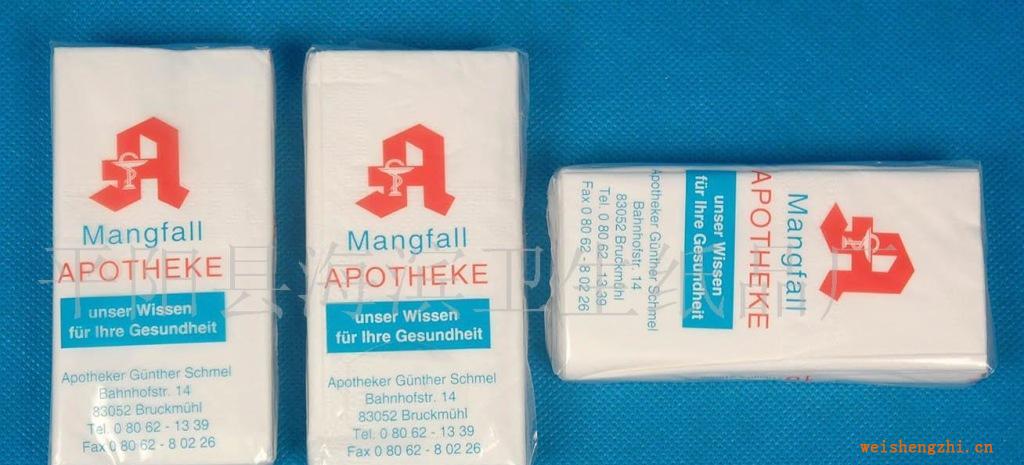 A
Mangfall
APOTHEKE
unser Wissen
für Ihre Gesundheit
Apotheker Günther Schmel
Bahnhofstr. 14
83052 Bruckmühl
Tel. 0 80 62 - 13 39
Fax 0 80 62 - 8 02 26
A
Mangfall
APOTHEKE
unser Wissen
für Ihre Gesundheit
Apotheker Günther Schmel
Bahnhofstr. 14
83052 Bruckmühl
Tel. 0 80 62 - 13 39
Fax 0 80 62 - 8 02 26
A
Mangfall
APOTHEKE
unser Wissen
für Ihre Gesundheit
Apotheker Günther Schmel
Bahnhofstr. 14
83052 Bruckmühl
Tel. 0 80 62 - 13 39
Fax 0 80 62 - 8 02 26
平阳县海滨卫生纸品厂
weishengzhi.cn